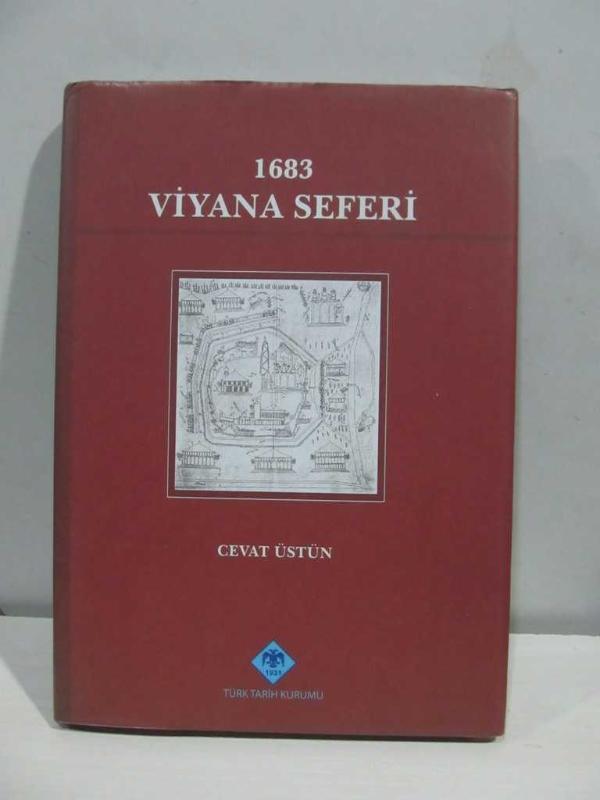 1683
VİYANA SEFERİ
CEVAT ÜSTÜN
1931
TÜRK TARİH KURUMU